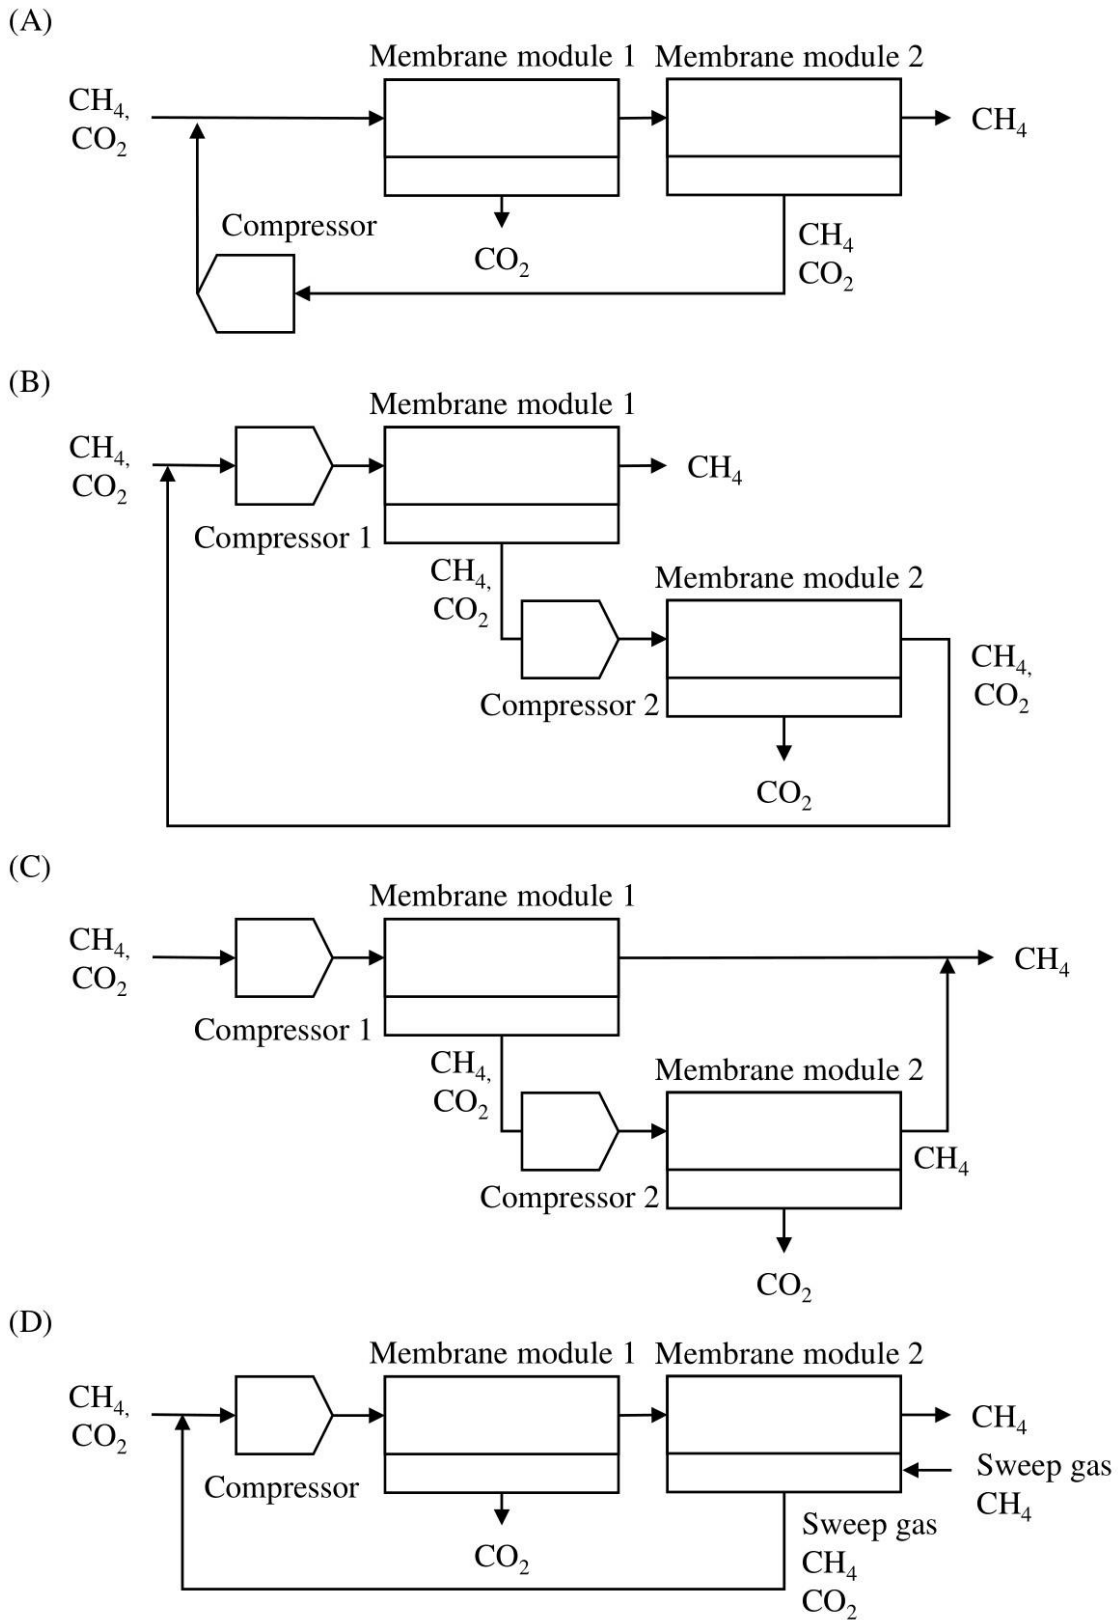 (A)
Membrane module 1 Membrane module 2
CH₄,
CO₂
CH₄
Compressor
CO₂
CH₄
CO₂
(B)
Membrane module 1
CH₄,
CO₂
CH₄
Compressor 1
CH₄,
CO₂
Membrane module 2
Compressor 2
CH₄,
CO₂
CO₂
(C)
Membrane module 1
CH₄,
CO₂
CH₄
Compressor 1
CH₄,
CO₂
Membrane module 2
CH₄
Compressor 2
CO₂
(D)
Membrane module 1 Membrane module 2
CH₄,
CO₂
CH₄
Compressor
Sweep gas
CH₄
CO₂
Sweep gas
CH₄
CO₂